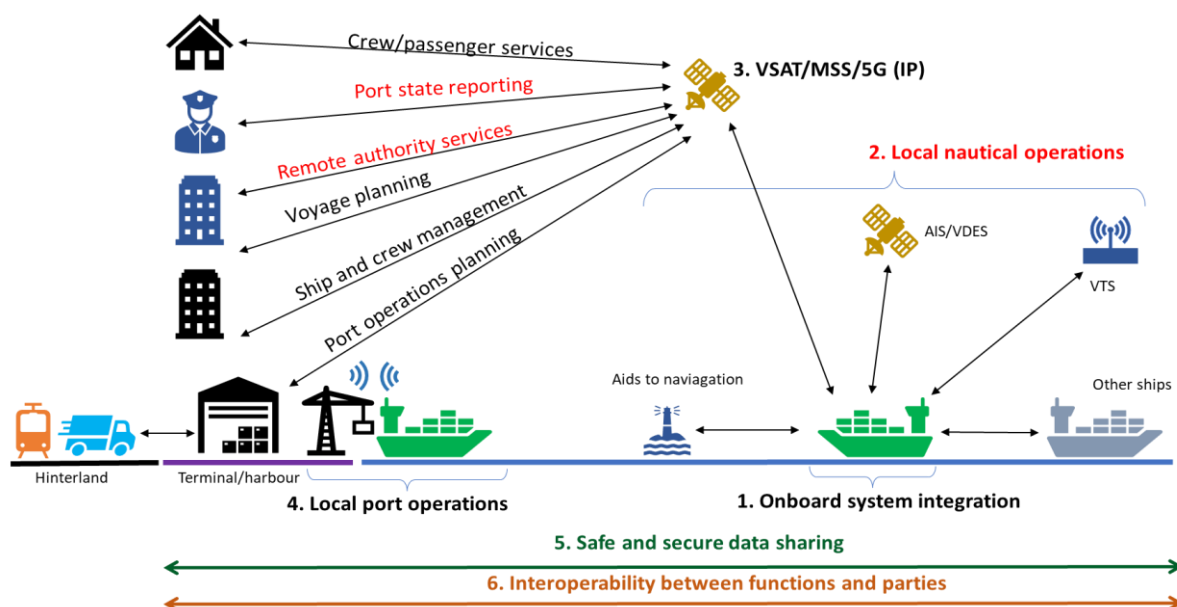 Crew/passenger services
3. VSAT/MSS/5G (IP)
Port state reporting
Remote authority services
2. Local nautical operations
Voyage planning
AIS/VDES
Ship and crew management
VTS
Port operations planning
Aids to naviagation
Other ships
Hinterland
Terminal/harbour
4. Local port operations
1. Onboard system integration
5. Safe and secure data sharing
6. Interoperability between functions and parties